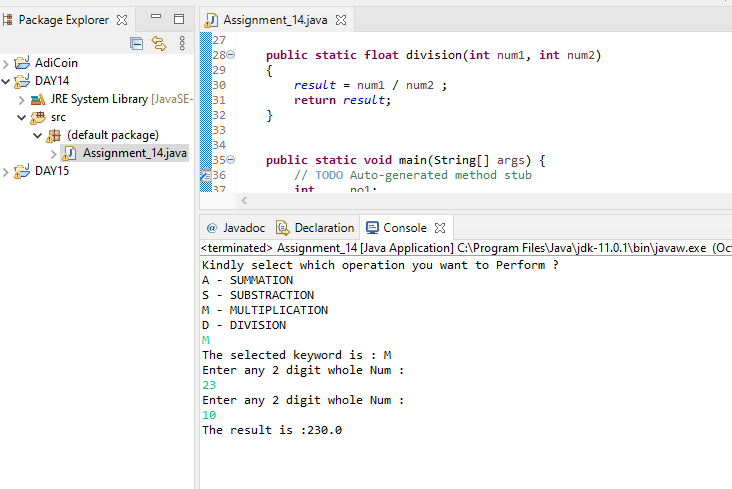 Package Explorer
AdiCoin
DAY14
JRE System Library [JavaSE-
src
(default package)
Assignment_14.java
DAY15
Assignment_14.java
27
28 public static float division(int num1, int num2)
29 {
30 result = num1 / num2 ;
31 return result;
32 }
33
34
35 public static void main(String[] args) {
36 // TODO Auto-generated method stub
37 int no1;
@ Javadoc Declaration Console
<terminated> Assignment_14 [Java Application] C:\Program Files\Java\jdk-11.0.1\bin\javaw.exe (Oct
Kindly select which operation you want to Perform ?
A - SUMMATION
S - SUBSTRACTION
M - MULTIPLICATION
D - DIVISION
M
The selected keyword is : M
Enter any 2 digit whole Num :
23
Enter any 2 digit whole Num :
10
The result is :230.0